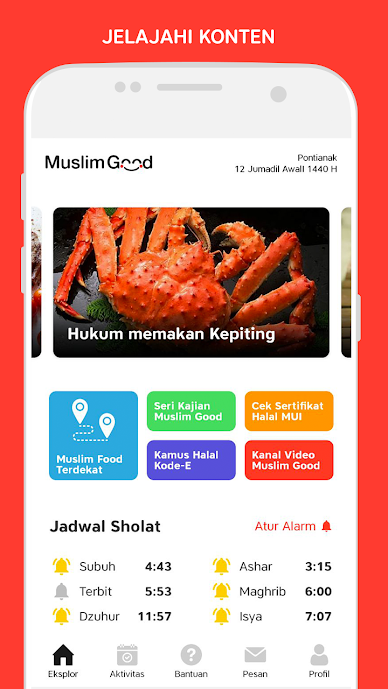 JELAJAHI KONTEN
Muslim Good
Pontianak
12 Jumadil Awall 1440 H
Hukum memakan Kepiting
Muslim Food
Terdekat
Seri Kajian
Muslim Good
Cek Sertifikat
Halal MUI
Kamus Halal
Kode-E
Kanal Video
Muslim Good
Jadwal Sholat
Atur Alarm
Subuh 4:43
Terbit 5:53
Dzuhur 11:57
Ashar 3:15
Maghrib 6:00
Isya 7:07
Eksplor
Aktivitas
Bantuan
Pesan
Profil